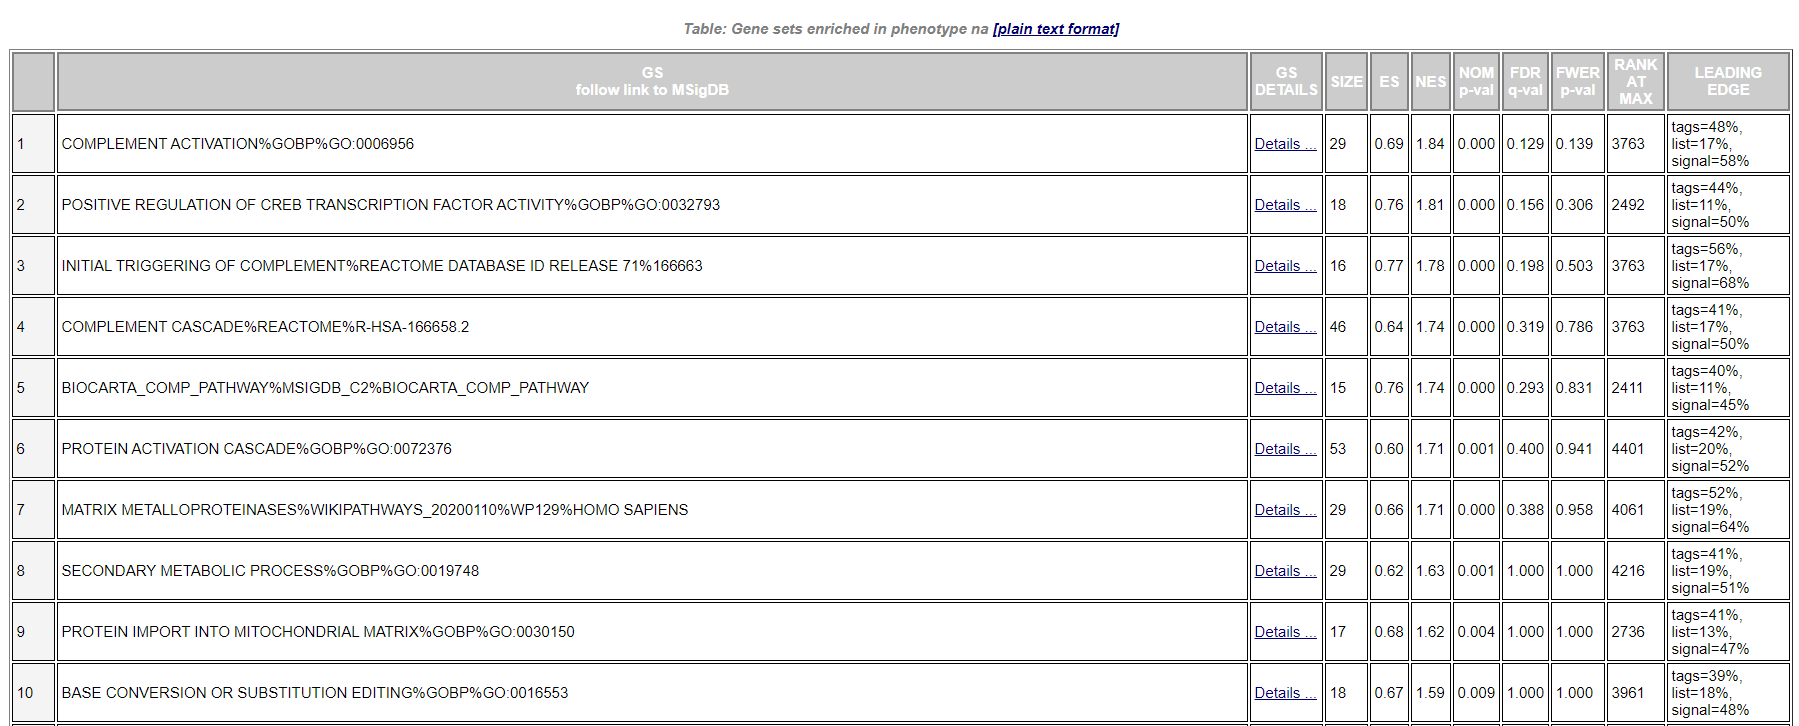 Table: Gene sets enriched in phenotype na [plain text format]
GS
follow link to MSigDB
GS
DETAILS
SIZE
ES
NES
NOM
p-val
FDR
q-val
FWER
p-val
RANK
AT
MAX
LEADING
EDGE
1 COMPLEMENT ACTIVATION%GOBP%GO:0006956 Details ... 29 0.69 1.84 0.000 0.129 0.139 3763
tags=48%,
list=17%,
signal=58%
2 POSITIVE REGULATION OF CREB TRANSCRIPTION FACTOR ACTIVITY%GOBP%GO:0032793 Details ... 18 0.76 1.81 0.000 0.156 0.306 2492
tags=44%,
list=11%,
signal=50%
3 INITIAL TRIGGERING OF COMPLEMENT%REACTOME DATABASE ID RELEASE 71%166663 Details ... 16 0.77 1.78 0.000 0.198 0.503 3763
tags=56%,
list=17%,
signal=68%
4 COMPLEMENT CASCADE%REACTOME%R-HSA-166658.2 Details ... 46 0.64 1.74 0.000 0.319 0.786 3763
tags=41%,
list=17%,
signal=50%
5 BIOCARTA_COMP_PATHWAY%MSIGDB_C2%BIOCARTA_COMP_PATHWAY Details ... 15 0.76 1.74 0.000 0.293 0.831 2411
tags=40%,
list=11%,
signal=45%
6 PROTEIN ACTIVATION CASCADE%GOBP%GO:0072376 Details ... 53 0.60 1.71 0.001 0.400 0.941 4401
tags=42%,
list=20%,
signal=52%
7 MATRIX METALLOPROTEINASES%WIKIPATHWAYS_20200110%WP129%HOMO SAPIENS Details ... 29 0.66 1.71 0.000 0.388 0.958 4061
tags=52%,
list=19%,
signal=64%
8 SECONDARY METABOLIC PROCESS%GOBP%GO:0019748 Details ... 29 0.62 1.63 0.001 1.000 1.000 4216
tags=41%,
list=19%,
signal=51%
9 PROTEIN IMPORT INTO MITOCHONDRIAL MATRIX%GOBP%GO:0030150 Details ... 17 0.68 1.62 0.004 1.000 1.000 2736
tags=41%,
list=13%,
signal=47%
10 BASE CONVERSION OR SUBSTITUTION EDITING%GOBP%GO:0016553 Details ... 18 0.67 1.59 0.009 1.000 1.000 3961
tags=39%,
list=18%,
signal=48%